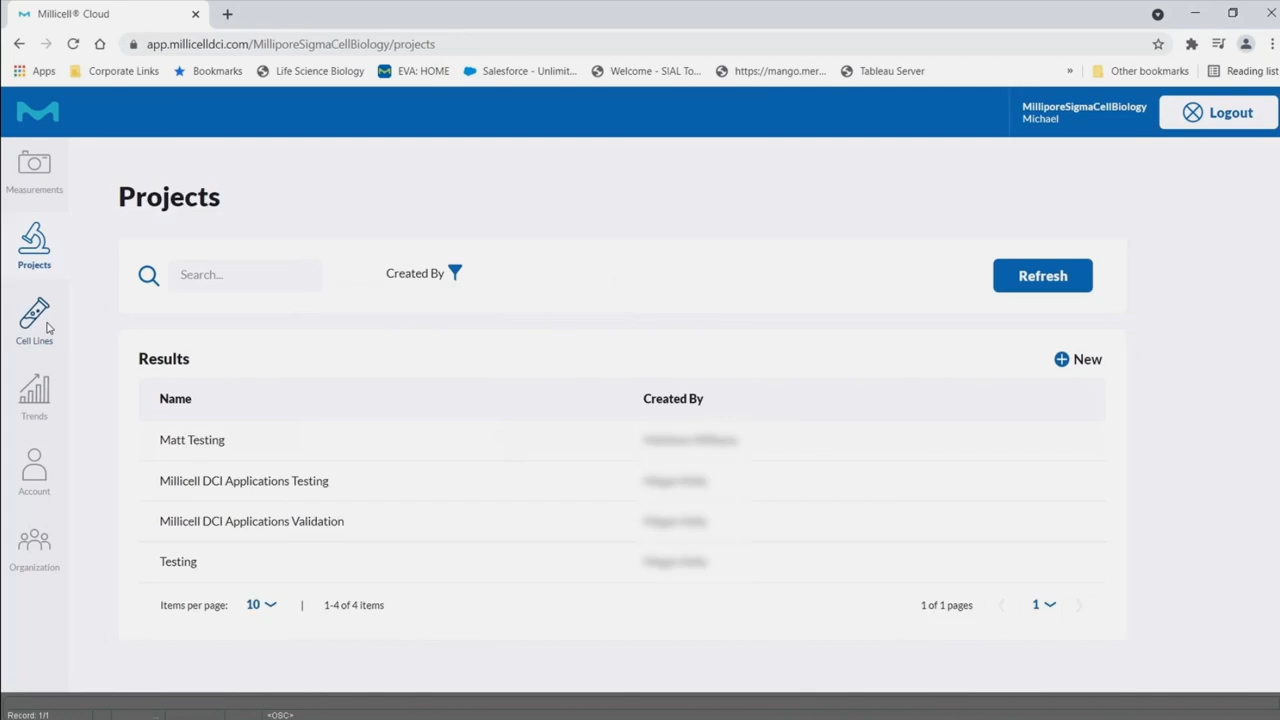 Millicell® Cloud
app.millicelldci.com/MilliporeSigmaCellBiology/projects
Apps Corporate Links Bookmarks Life Science Biology EVA: HOME Salesforce - Unlimit... Welcome - SIAL To... https://mango.mer... Tableau Server » Other bookmarks Reading list
MilliporeSigmaCellBiology
Michael
Logout
Measurements
Projects
Cell Lines
Trends
Account
Organization
Projects
Search...
Created By
Refresh
Results
New
Name Created By
Matt Testing
Millicell DCI Applications Testing
Millicell DCI Applications Validation
Testing
Items per page: 10 | 1-4 of 4 items 1 of 1 pages 1
Record: 1/1 <OSC>